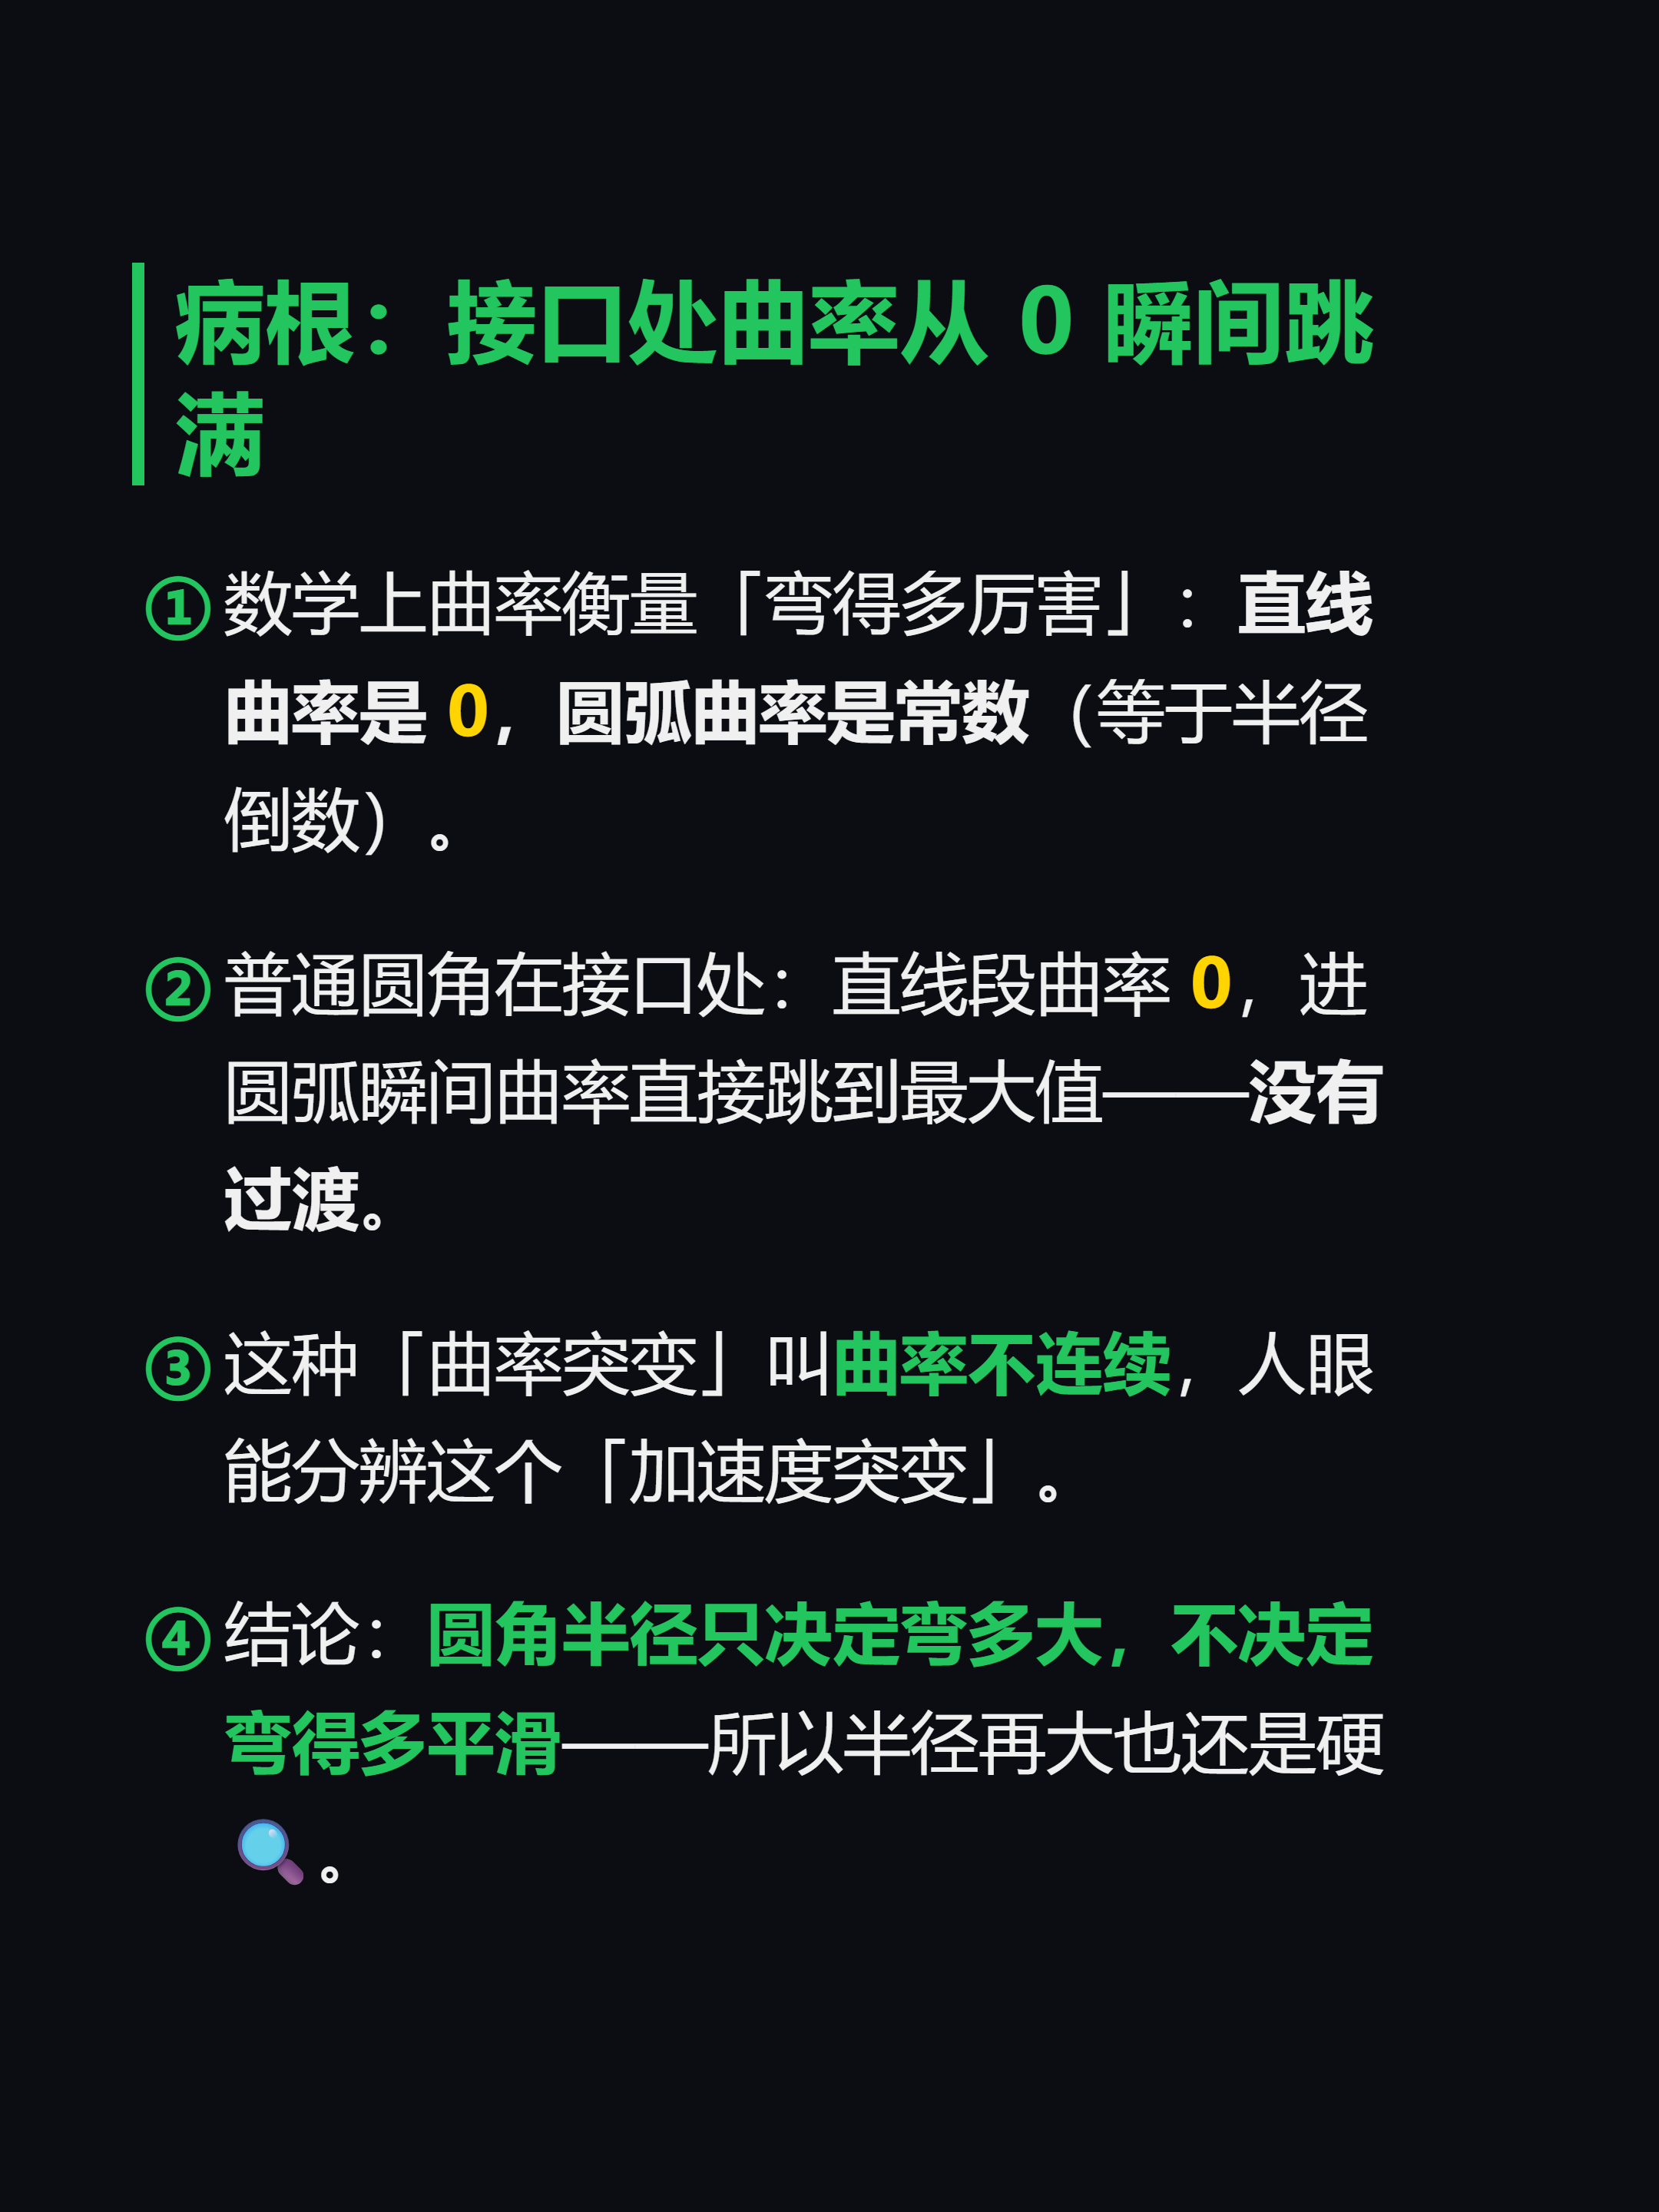 病根：接口处曲率从 0 瞬间跳
满
① 数学上曲率衡量「弯得多厉害」：直线
曲率是 0，圆弧曲率是常数（等于半径
倒数）。
② 普通圆角在接口处：直线段曲率 0，进
圆弧瞬间曲率直接跳到最大值——没有
过渡。
③ 这种「曲率突变」叫曲率不连续，人眼
能分辨这个「加速度突变」。
④ 结论：圆角半径只决定弯多大，不决定
弯得多平滑——所以半径再大也还是硬
🔍。